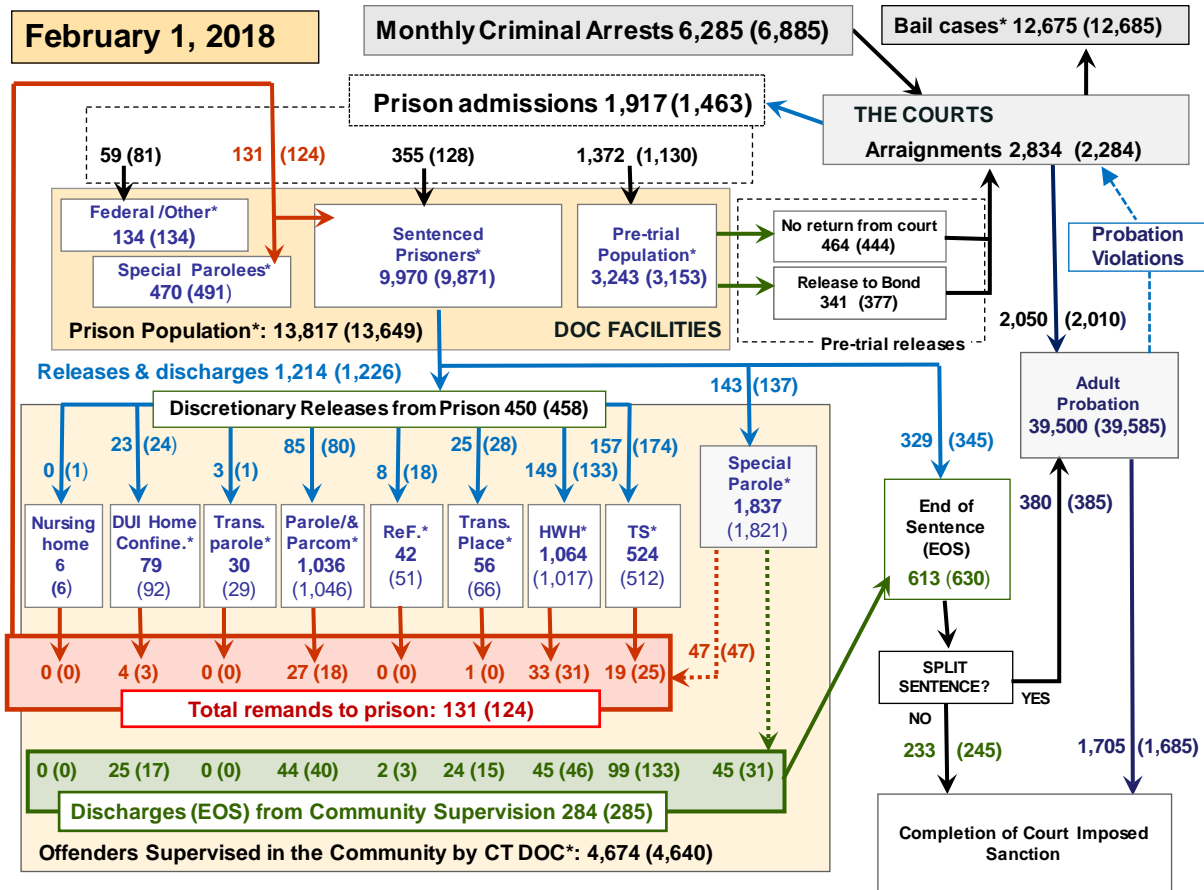 February 1, 2018
Monthly Criminal Arrests 6,285 (6,885)
Bail cases* 12,675 (12,685)
Prison admissions 1,917 (1,463)
THE COURTS
Arraignments 2,834 (2,284)
59 (81)
131 (124)
355 (128)
1,372 (1,130)
Federal /Other*
134 (134)
Special Parolees*
470 (491)
Sentenced
Prisoners*
9,970 (9,871)
Pre-trial
Population*
3,243 (3,153)
No return from court
464 (444)
Release to Bond
341 (377)
Pre-trial releases
Probation
Violations
Prison Population*: 13,817 (13,649)
DOC FACILITIES
2,050 (2,010)
Releases & discharges 1,214 (1,226)
143 (137)
Adult
Probation
39,500 (39,585)
Discretionary Releases from Prison 450 (458)
329 (345)
0 (1)
23 (24)
3 (1)
85 (80)
8 (18)
25 (28)
149 (133)
157 (174)
Special
Parole*
1,837
(1,821)
380 (385)
Nursing
home
6
(6)
DUI Home
Confine.*
79
(92)
Trans.
parole*
30
(29)
Parole/&
Parcom*
1,036
(1,046)
ReF.*
42
(51)
Trans.
Place*
56
(66)
HWH*
1,064
(1,017)
TS*
524
(512)
End of
Sentence
(EOS)
613 (630)
47 (47)
0 (0)
4 (3)
0 (0)
27 (18)
0 (0)
1 (0)
33 (31)
19 (25)
Total remands to prison: 131 (124)
SPLIT
SENTENCE?
YES
NO
233 (245)
1,705 (1,685)
0 (0)
25 (17)
0 (0)
44 (40)
2 (3)
24 (15)
45 (46)
99 (133)
45 (31)
Discharges (EOS) from Community Supervision 284 (285)
Offenders Supervised in the Community by CT DOC*: 4,674 (4,640)
Completion of Court Imposed
Sanction